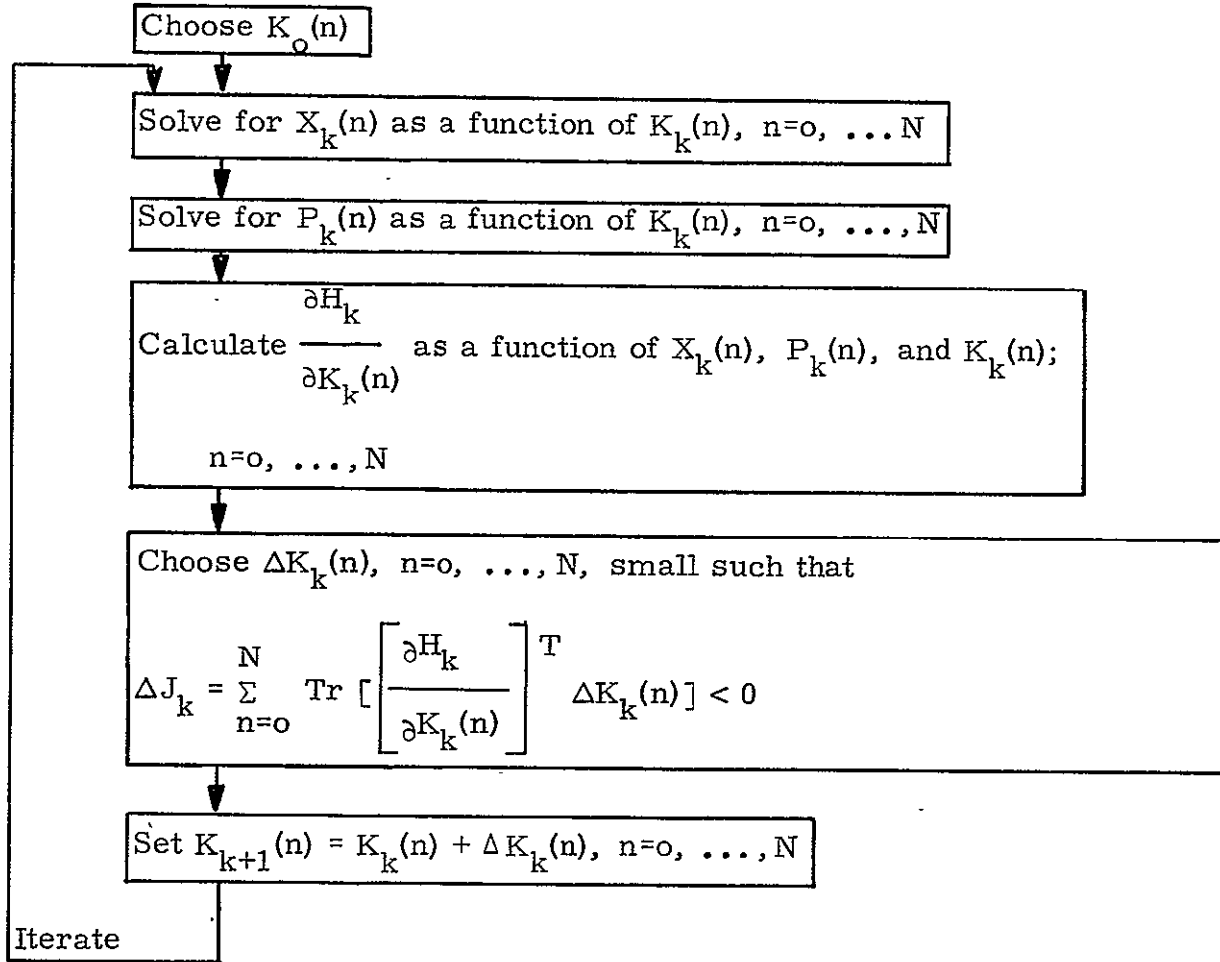 Choose K_o(n)
Solve for X_k(n) as a function of K_k(n), n=o, ... N
Solve for P_k(n) as a function of K_k(n), n=o, ..., N
Calculate ∂H_k/∂K_k(n) as a function of X_k(n), P_k(n), and K_k(n);
n=o, ..., N
Choose ΔK_k(n), n=o, ..., N, small such that
ΔJ_k = Σ_{n=o}^{N} Tr [[∂H_k/∂K_k(n)]^T ΔK_k(n)] < 0
Set K_{k+1}(n) = K_k(n) + ΔK_k(n), n=o, ..., N
Iterate